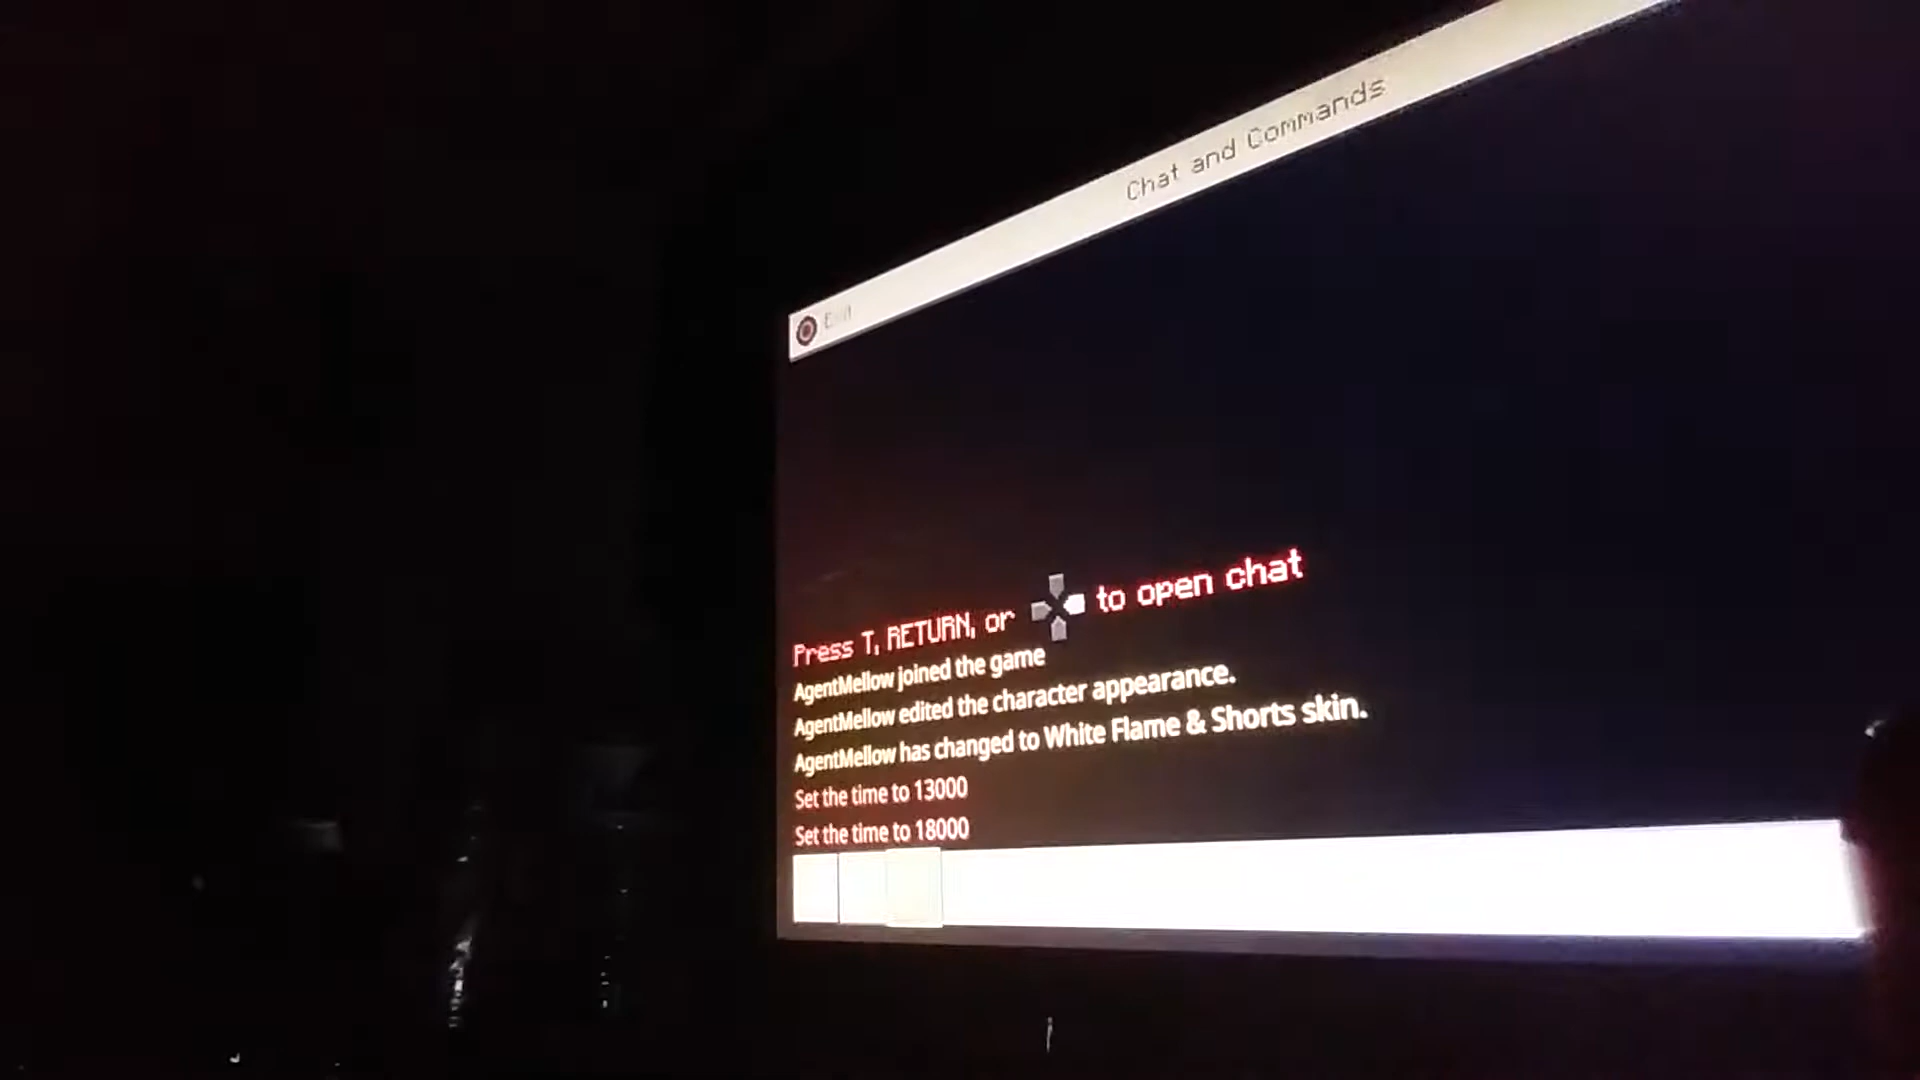 Chat and Commands
Exit
Press T, RETURN, or to open chat
AgentMellow joined the game
AgentMellow edited the character appearance.
AgentMellow has changed to White Flame & Shorts skin.
Set the time to 13000
Set the time to 18000